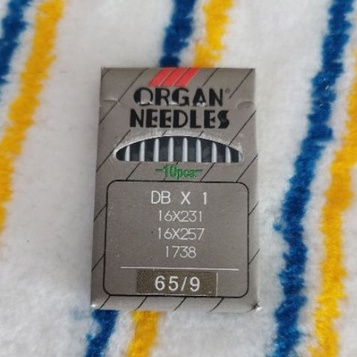 ORGAN®
NEEDLES
-10pcs-
DB X 1
16X231
16X257
1738
65/9